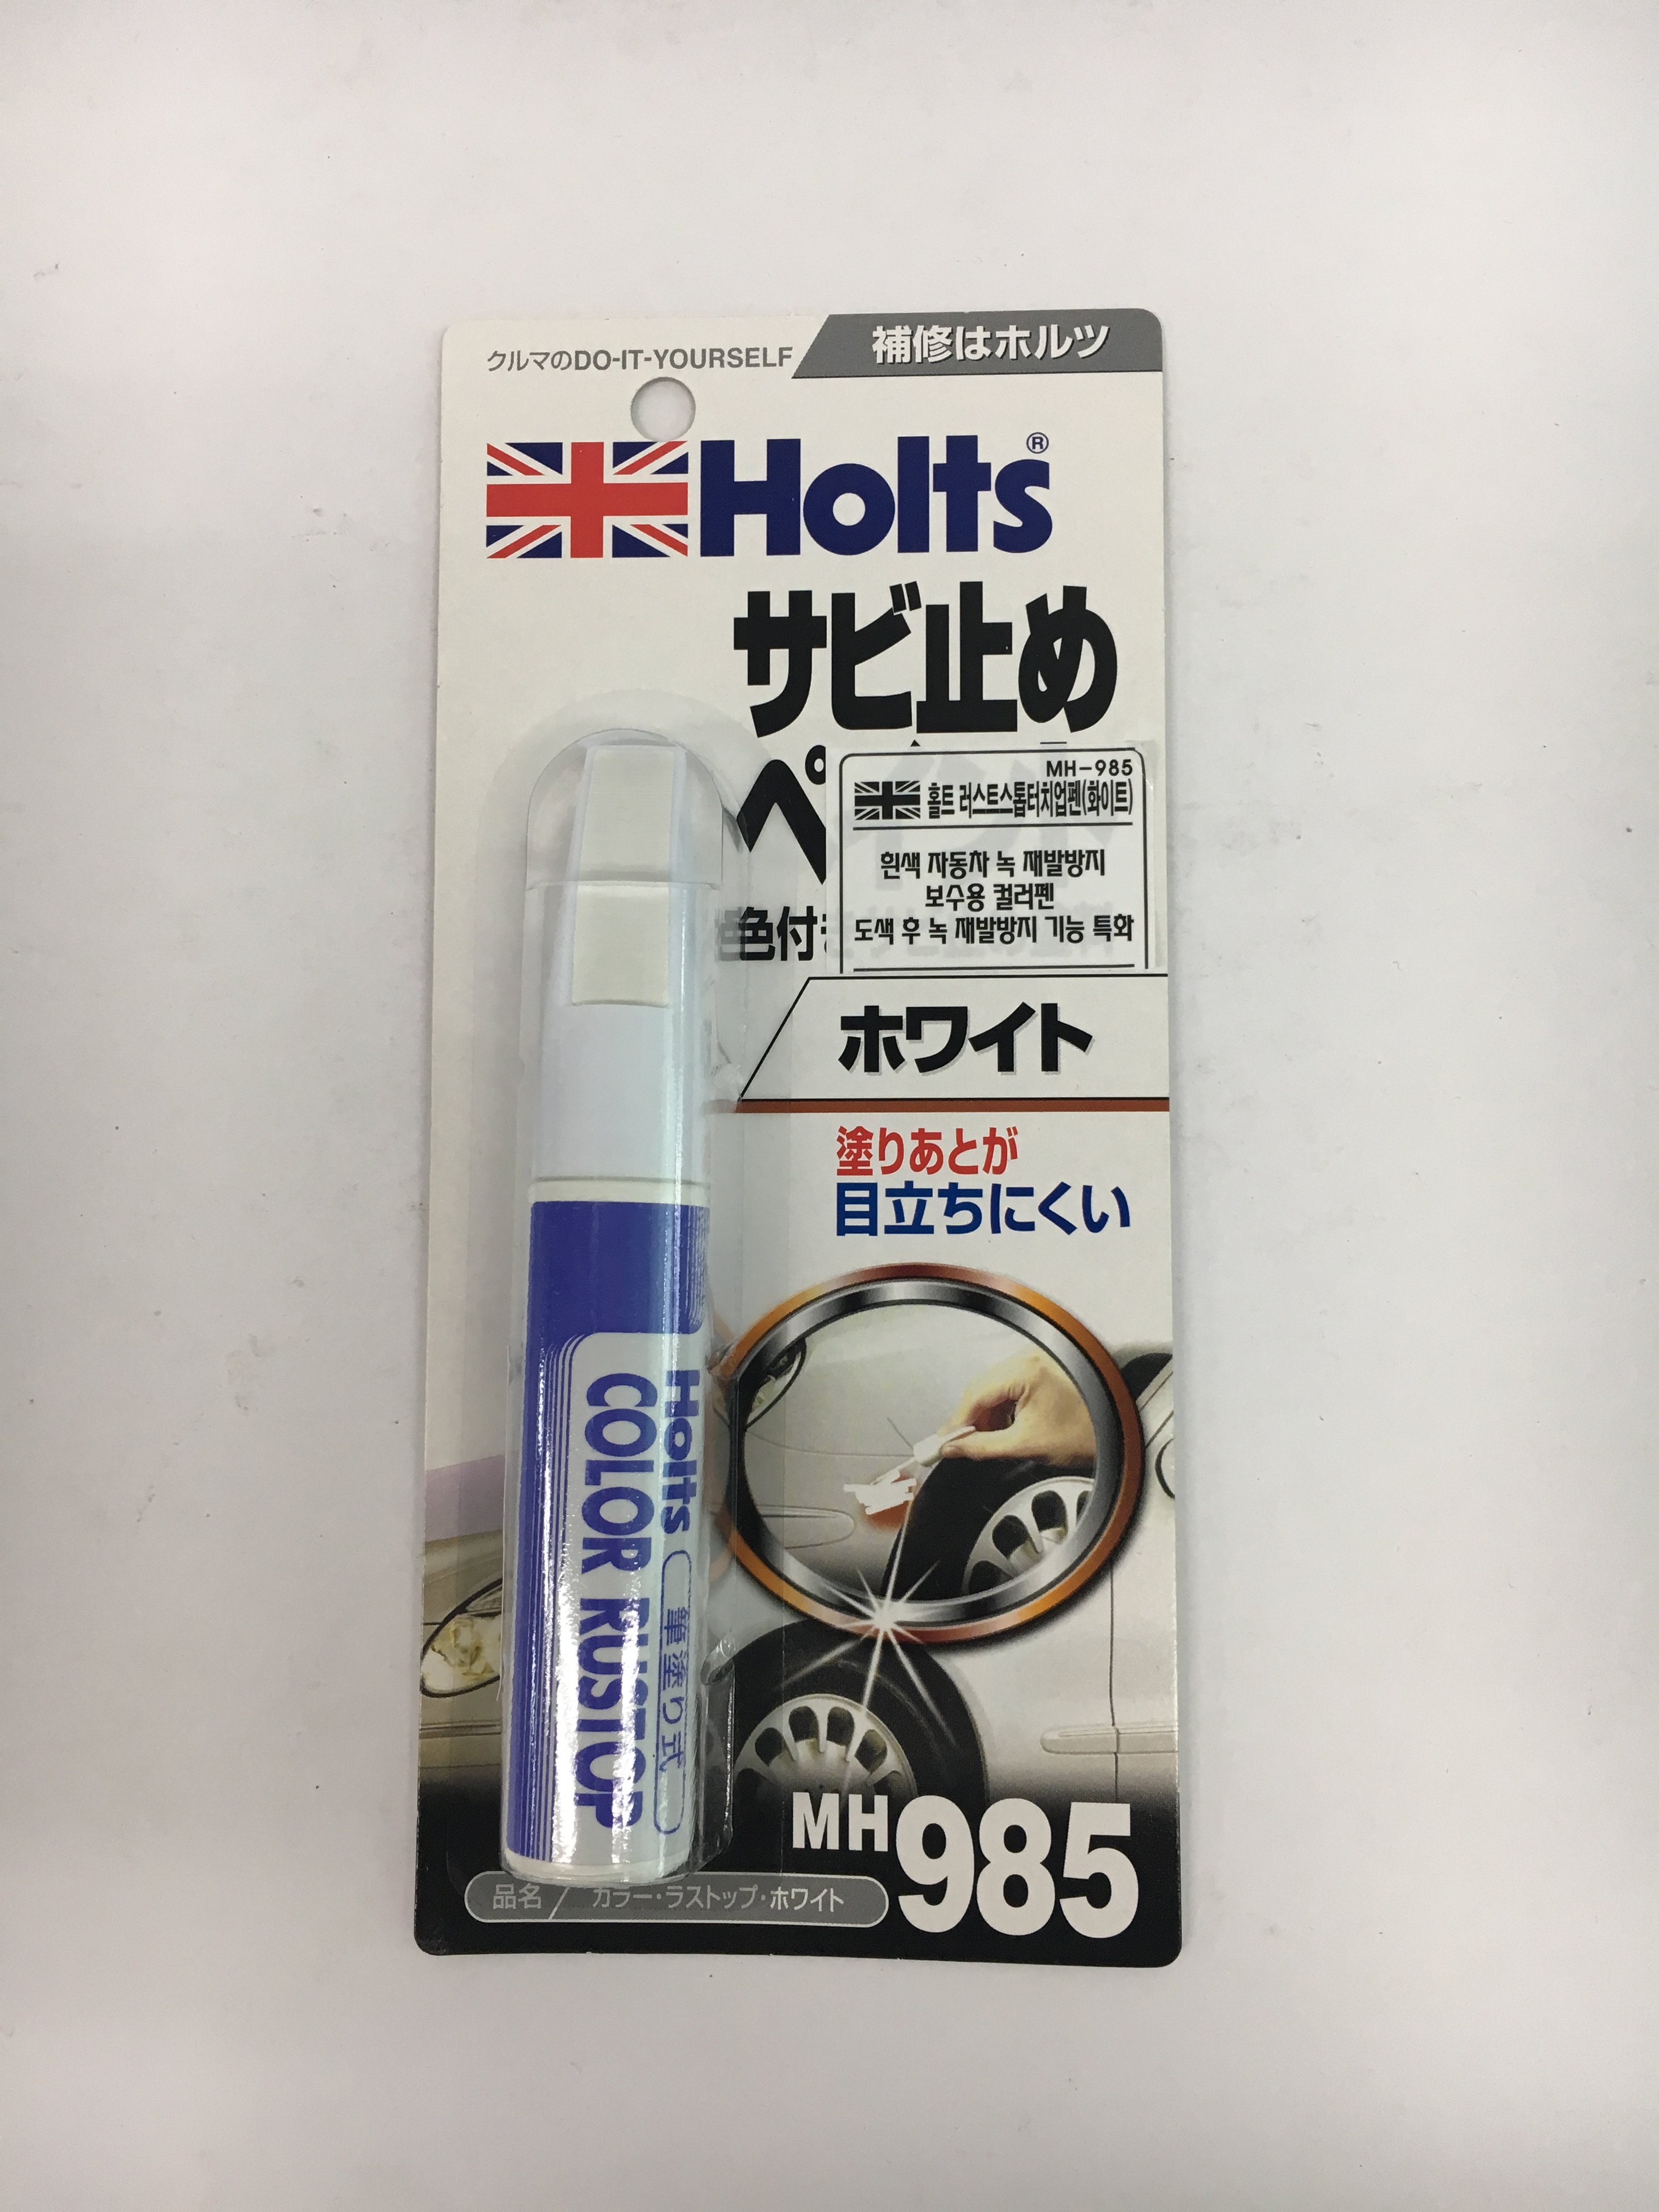 クルマのDO-IT-YOURSELF
補修はホルツ
Holts®
サビ止め
MH-985
홀트 러스트스톱터치업펜(화이트)
흰색 자동차 녹 재발방지
보수용 컬러펜
도색 후 녹 재발방지 기능 특화
色付
ホワイト
塗りあとが
目立ちにくい
Holts 筆塗り式
COLOR RUSTOP
MH985
品名/カラー・ラストップ・ホワイト